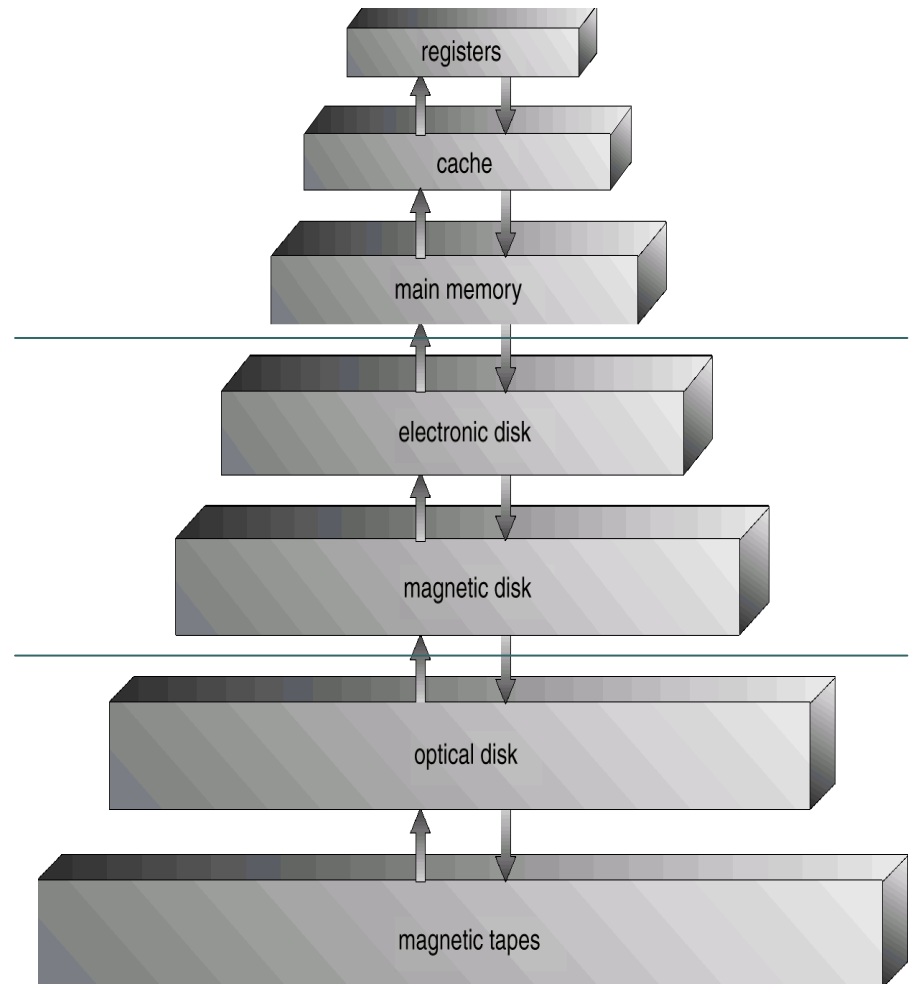 registers
cache
main memory
electronic disk
magnetic disk
optical disk
magnetic tapes